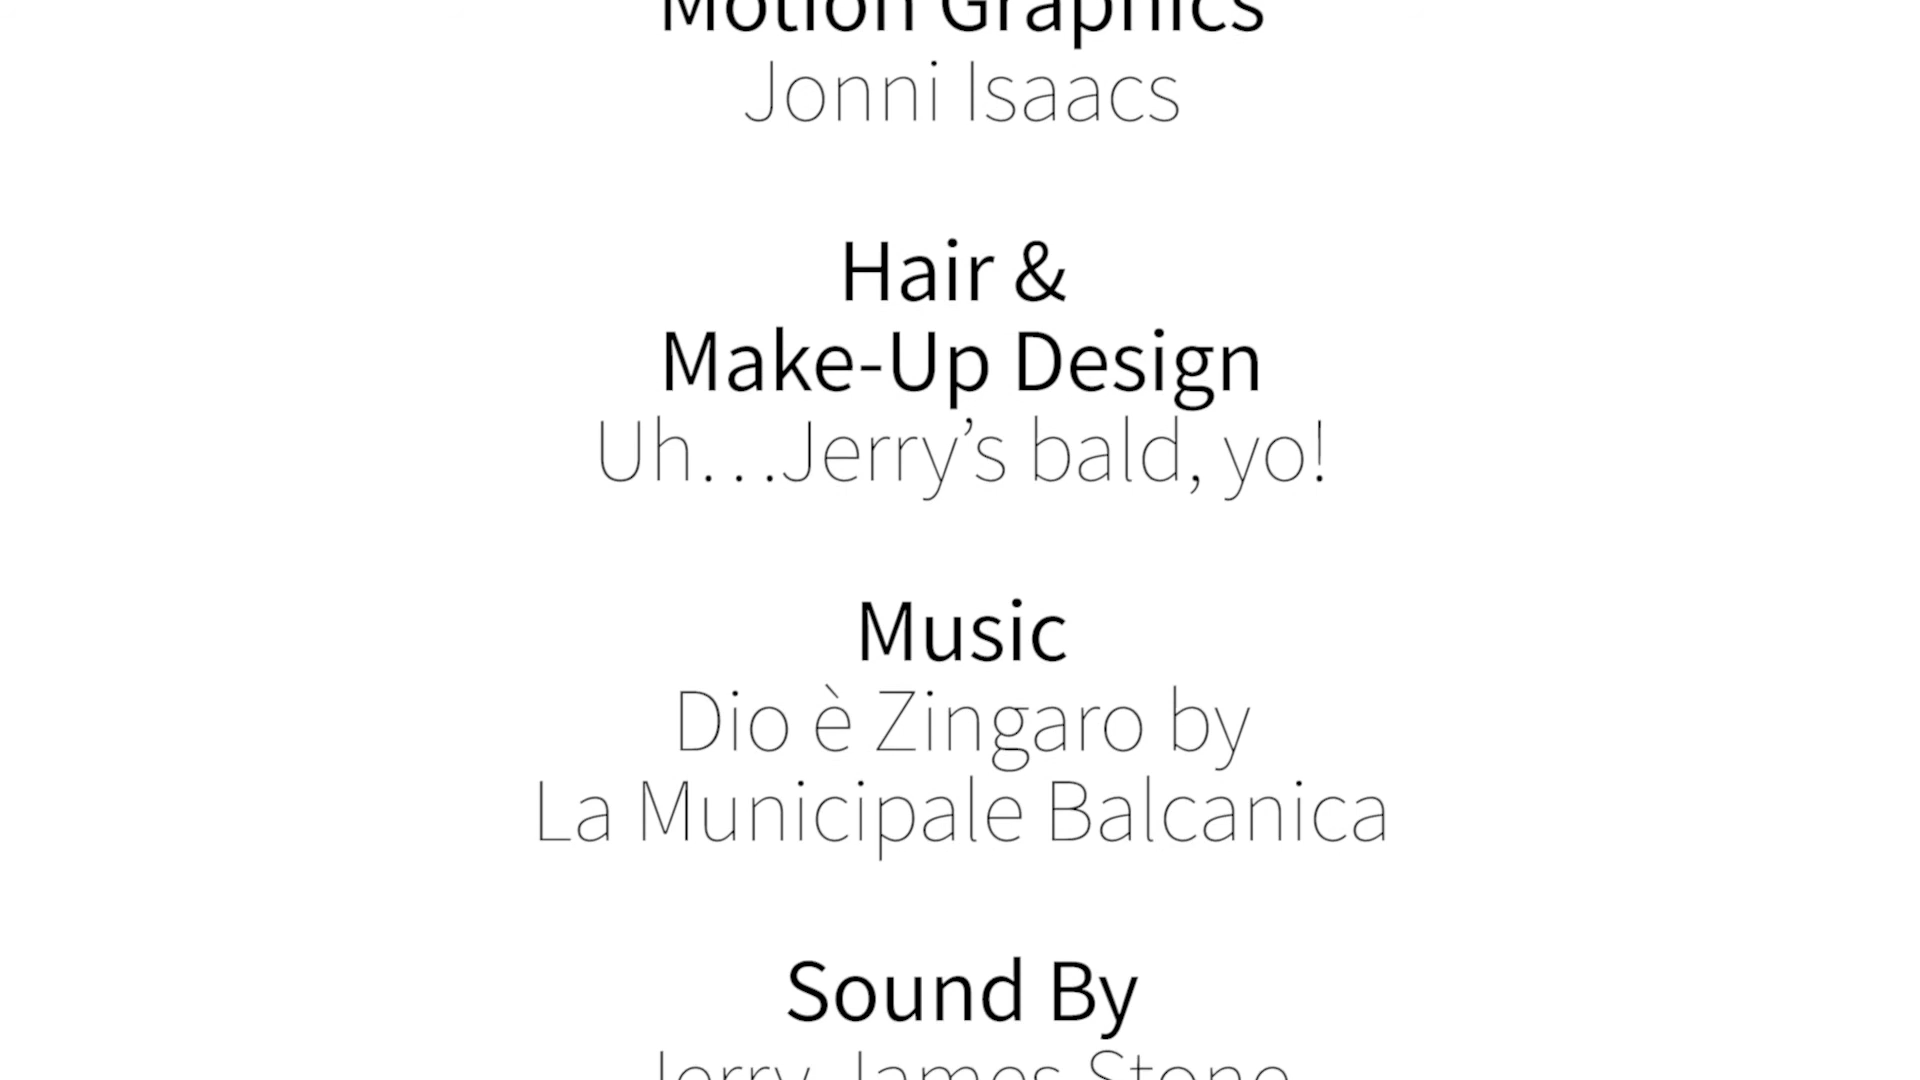 Motion Graphics
Jonni Isaacs
Hair &
Make-Up Design
Uh…Jerry’s bald, yo!
Music
Dio è Zingaro by
La Municipale Balcanica
Sound By
Jerry James Stone